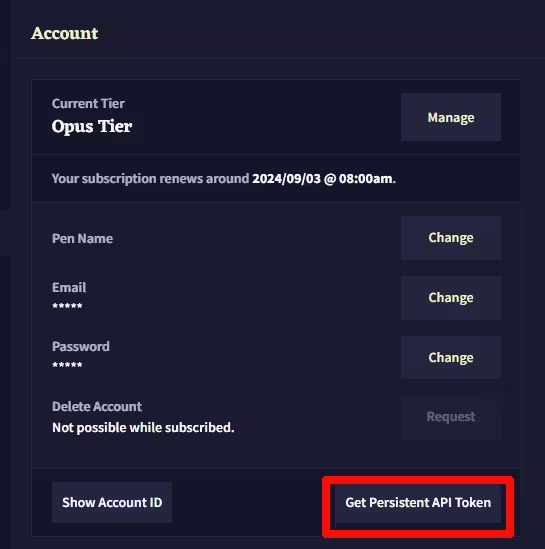 Account
Current Tier
Opus Tier
Manage
Your subscription renews around 2024/09/03 @ 08:00am.
Pen Name
Change
Email
*****
Change
Password
*****
Change
Delete Account
Not possible while subscribed.
Request
Show Account ID
Get Persistent API Token